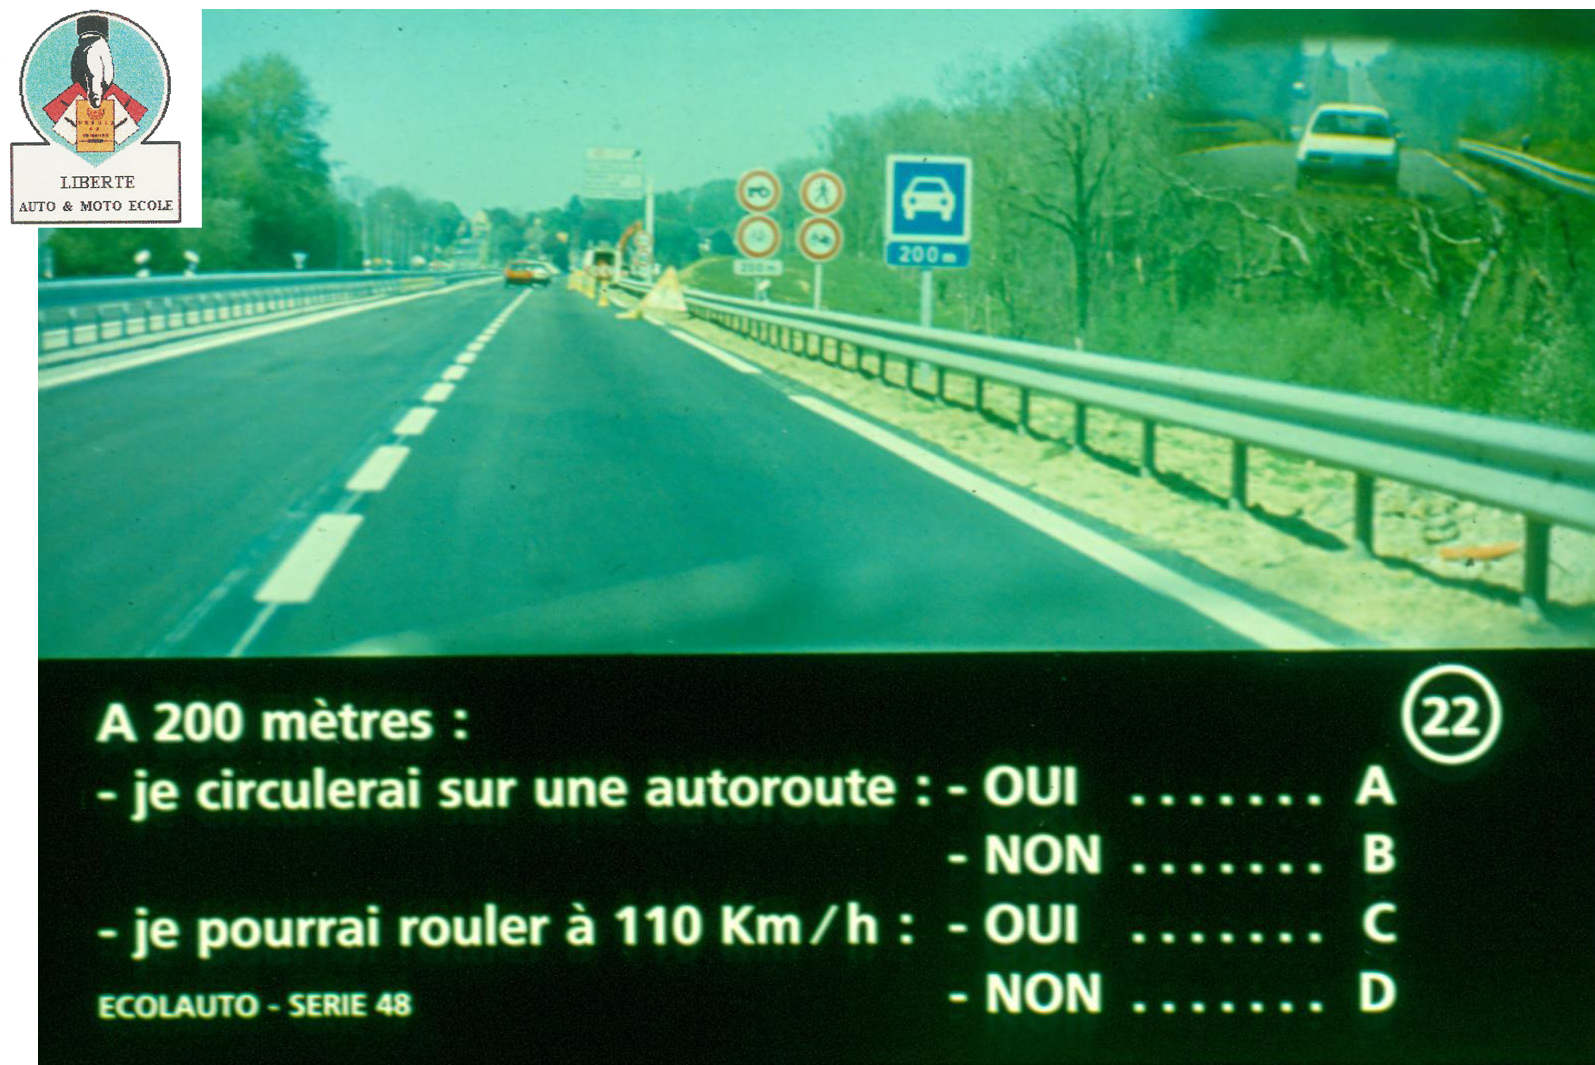 LIBERTE
AUTO & MOTO ECOLE
200 m
200 m
A 200 mètres :
22
- je circulerai sur une autoroute : - OUI ....... A
- NON ....... B
- je pourrai rouler à 110 Km/h : - OUI ....... C
- NON ....... D
ECOLAUTO - SERIE 48